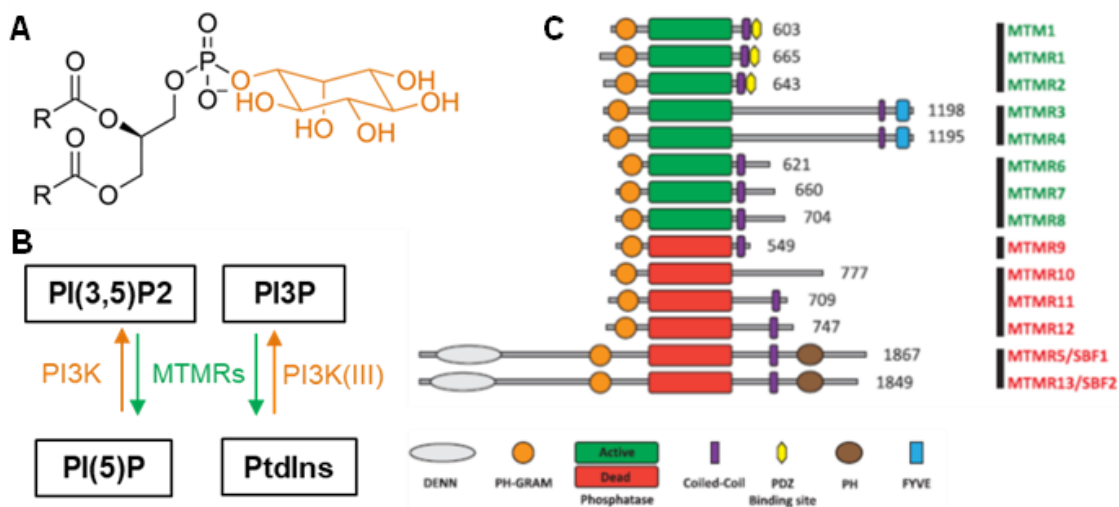 A
O
O
P
O
O
O⁻
R
O
O
R
O
HO
HO
OH
OH
OH
B
PI(3,5)P2
PI3P
PI3K
MTMRs
PI3K(III)
PI(5)P
PtdIns
C
603 MTM1
665 MTMR1
643 MTMR2
1198 MTMR3
1195 MTMR4
621 MTMR6
660 MTMR7
704 MTMR8
549 MTMR9
777 MTMR10
709 MTMR11
747 MTMR12
1867 MTMR5/SBF1
1849 MTMR13/SBF2
DENN
PH-GRAM
Active
Dead
Phosphatase
Coiled-Coil
PDZ
Binding site
PH
FYVE